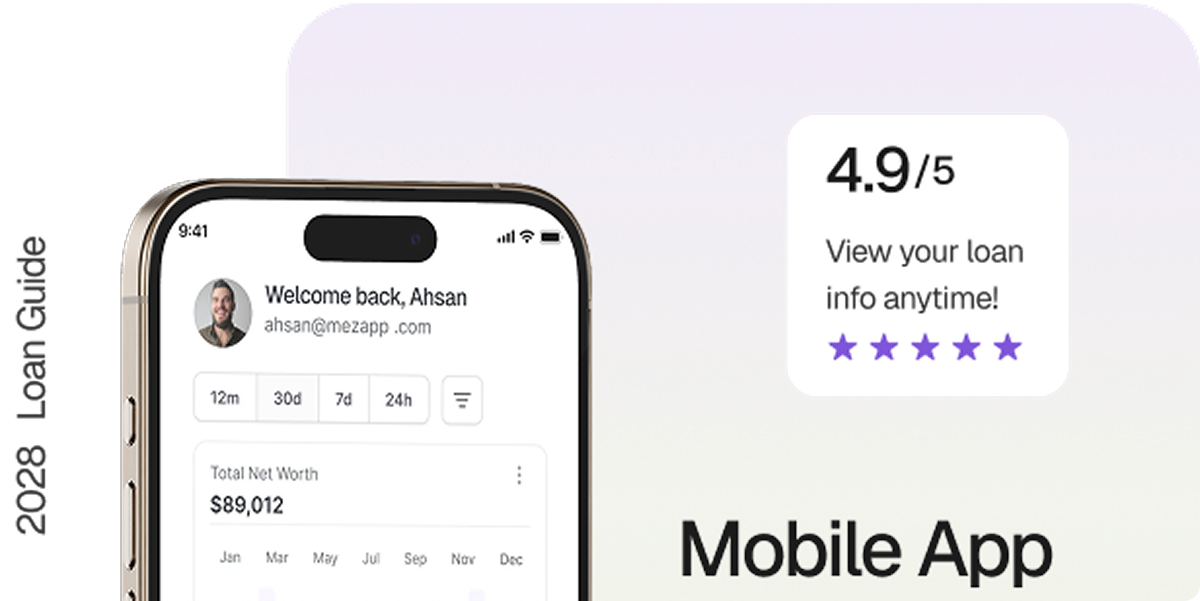 2028 Loan Guide
9:41
Welcome back, Ahsan
ahsan@mezapp .com
12m 30d 7d 24h
Total Net Worth
$89,012
Jan Mar May Jul Sep Nov Dec
4.9/5
View your loan
info anytime!
Mobile App